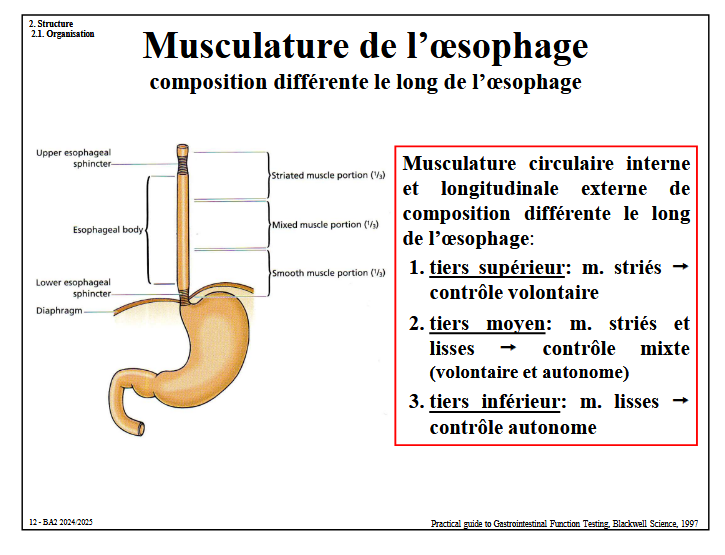 2. Structure
2.1. Organisation
Musculature de l’œsophage
composition différente le long de l’œsophage
Upper esophageal
sphincter
Esophageal body
Lower esophageal
sphincter
Diaphragm
Striated muscle portion (1/3)
Mixed muscle portion (1/3)
Smooth muscle portion (1/3)
Musculature circulaire interne
et longitudinale externe de
composition différente le long
de l’œsophage:
1. tiers supérieur: m. striés →
contrôle volontaire
2. tiers moyen: m. striés et
lisses → contrôle mixte
(volontaire et autonome)
3. tiers inférieur: m. lisses →
contrôle autonome
12 - BA2 2024/2025
Practical guide to Gastrointestinal Function Testing, Blackwell Science, 1997